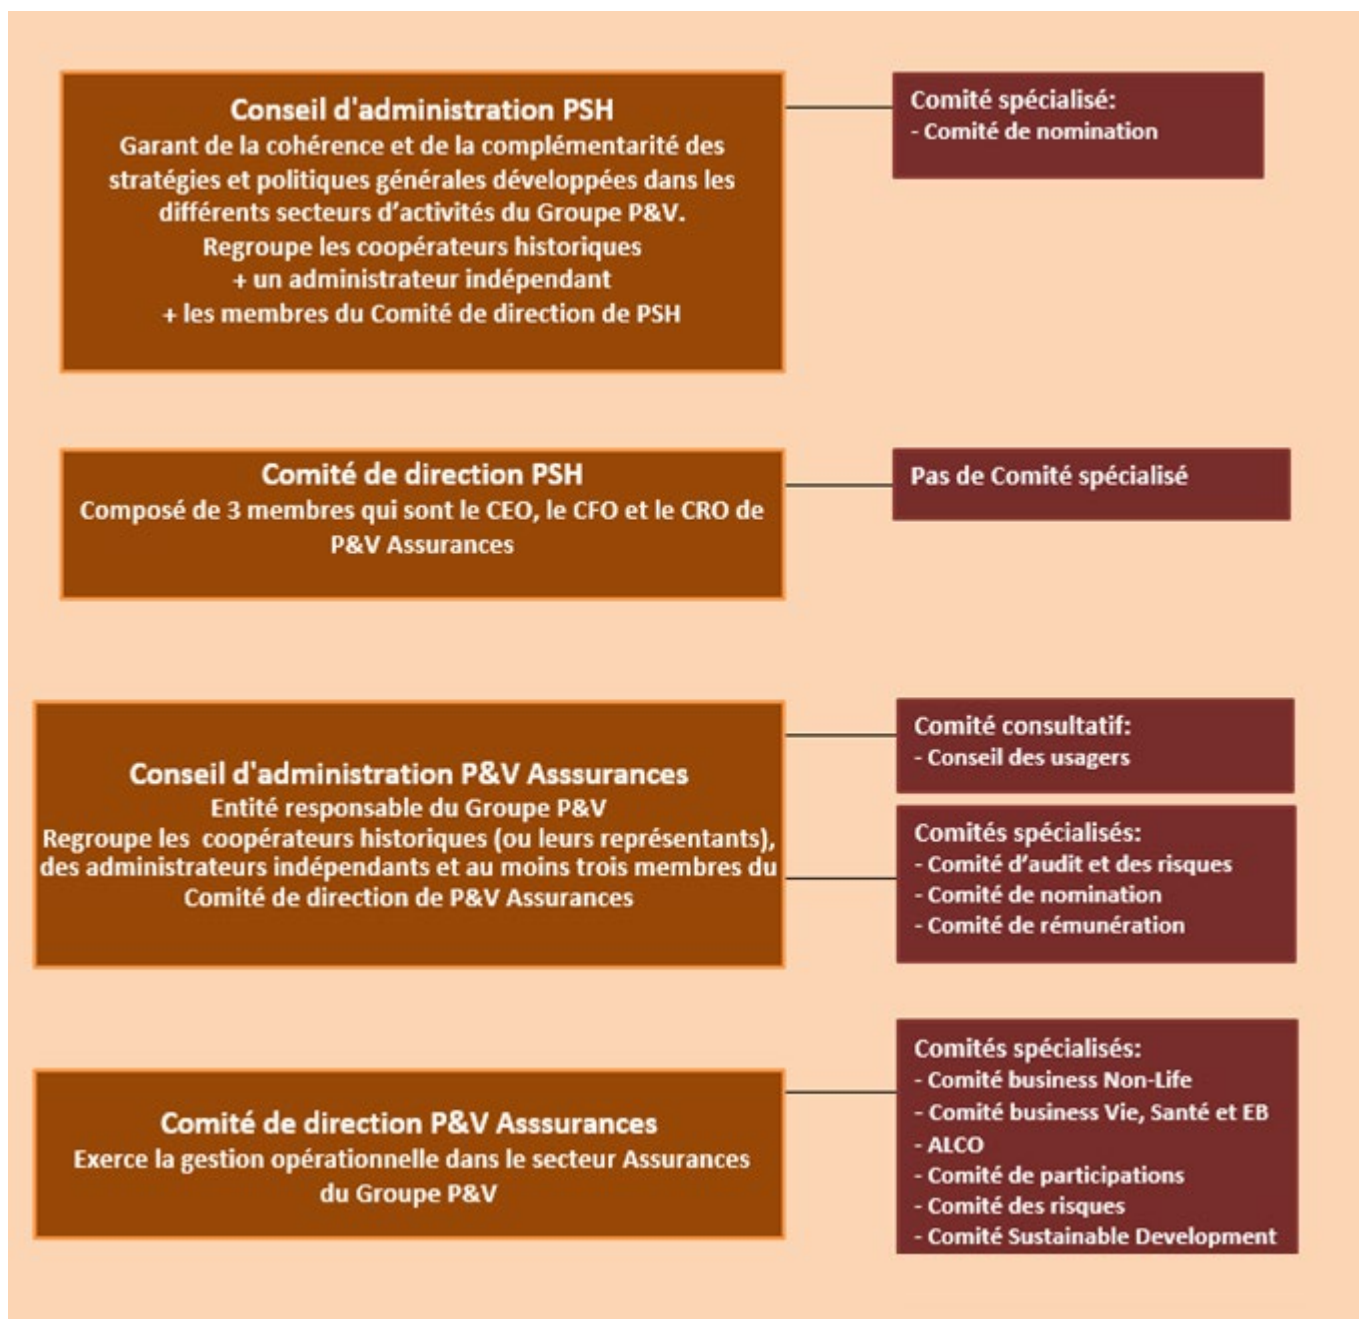 Conseil d'administration PSH
Garant de la cohérence et de la complémentarité des
stratégies et politiques générales développées dans les
différents secteurs d’activités du Groupe P&V.
Regroupe les coopérateurs historiques
+ un administrateur indépendant
+ les membres du Comité de direction de PSH
Comité spécialisé:
- Comité de nomination
Comité de direction PSH
Composé de 3 membres qui sont le CEO, le CFO et le CRO de
P&V Assurances
Pas de Comité spécialisé
Conseil d'administration P&V Asssurances
Entité responsable du Groupe P&V
Regroupe les coopérateurs historiques (ou leurs représentants),
des administrateurs indépendants et au moins trois membres du
Comité de direction de P&V Assurances
Comité consultatif:
- Conseil des usagers
Comités spécialisés:
- Comité d’audit et des risques
- Comité de nomination
- Comité de rémunération
Comité de direction P&V Asssurances
Exerce la gestion opérationnelle dans le secteur Assurances
du Groupe P&V
Comités spécialisés:
- Comité business Non-Life
- Comité business Vie, Santé et EB
- ALCO
- Comité de participations
- Comité des risques
- Comité Sustainable Development